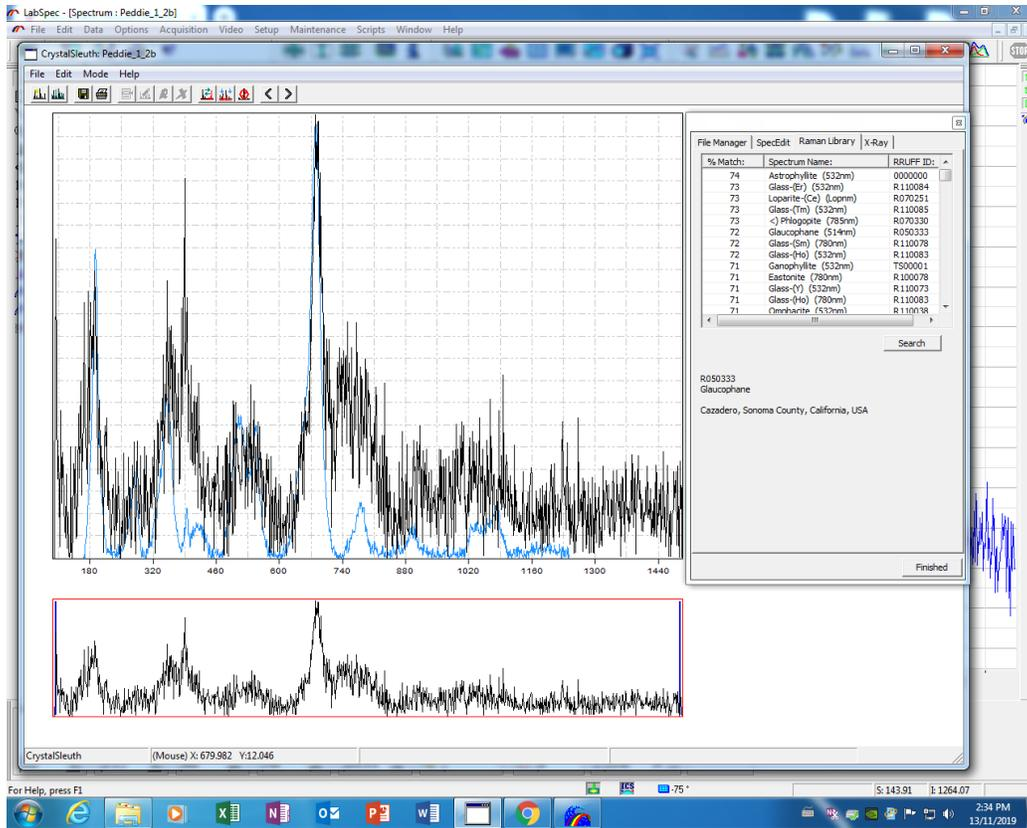 LabSpec - [Spectrum : Peddie_1_2b]
File Edit Data Options Acquisition Video Setup Maintenance Scripts Window Help
STOP
CrystalSleuth: Peddie_1_2b
File Edit Mode Help
File Manager SpecEdit Raman Library X-Ray
% Match: Spectrum Name: RRUFF ID:
74 Astrophyllite (532nm) 0000000
73 Glass-(Er) (532nm) R110084
73 Loparite-(Ce) (Lopnm) R070251
73 Glass-(Tm) (532nm) R110085
73 <) Phlogopite (785nm) R070330
72 Glaucophane (514nm) R050333
72 Glass-(Sm) (780nm) R110078
72 Glass-(Ho) (532nm) R110083
71 Ganophyllite (532nm) TS00001
71 Eastonite (780nm) R100078
71 Glass-(Y) (532nm) R110073
71 Glass-(Ho) (780nm) R110083
71 Omphacite (532nm) R110038
Search
R050333
Glaucophane
Cazadero, Sonoma County, California, USA
Finished
180 320 460 600 740 880 1020 1160 1300 1440
CrystalSleuth (Mouse) X: 679.982 Y:12.046
For Help, press F1 ICS -75 ° S: 143.91 I: 1264.07
2:34 PM
13/11/2019